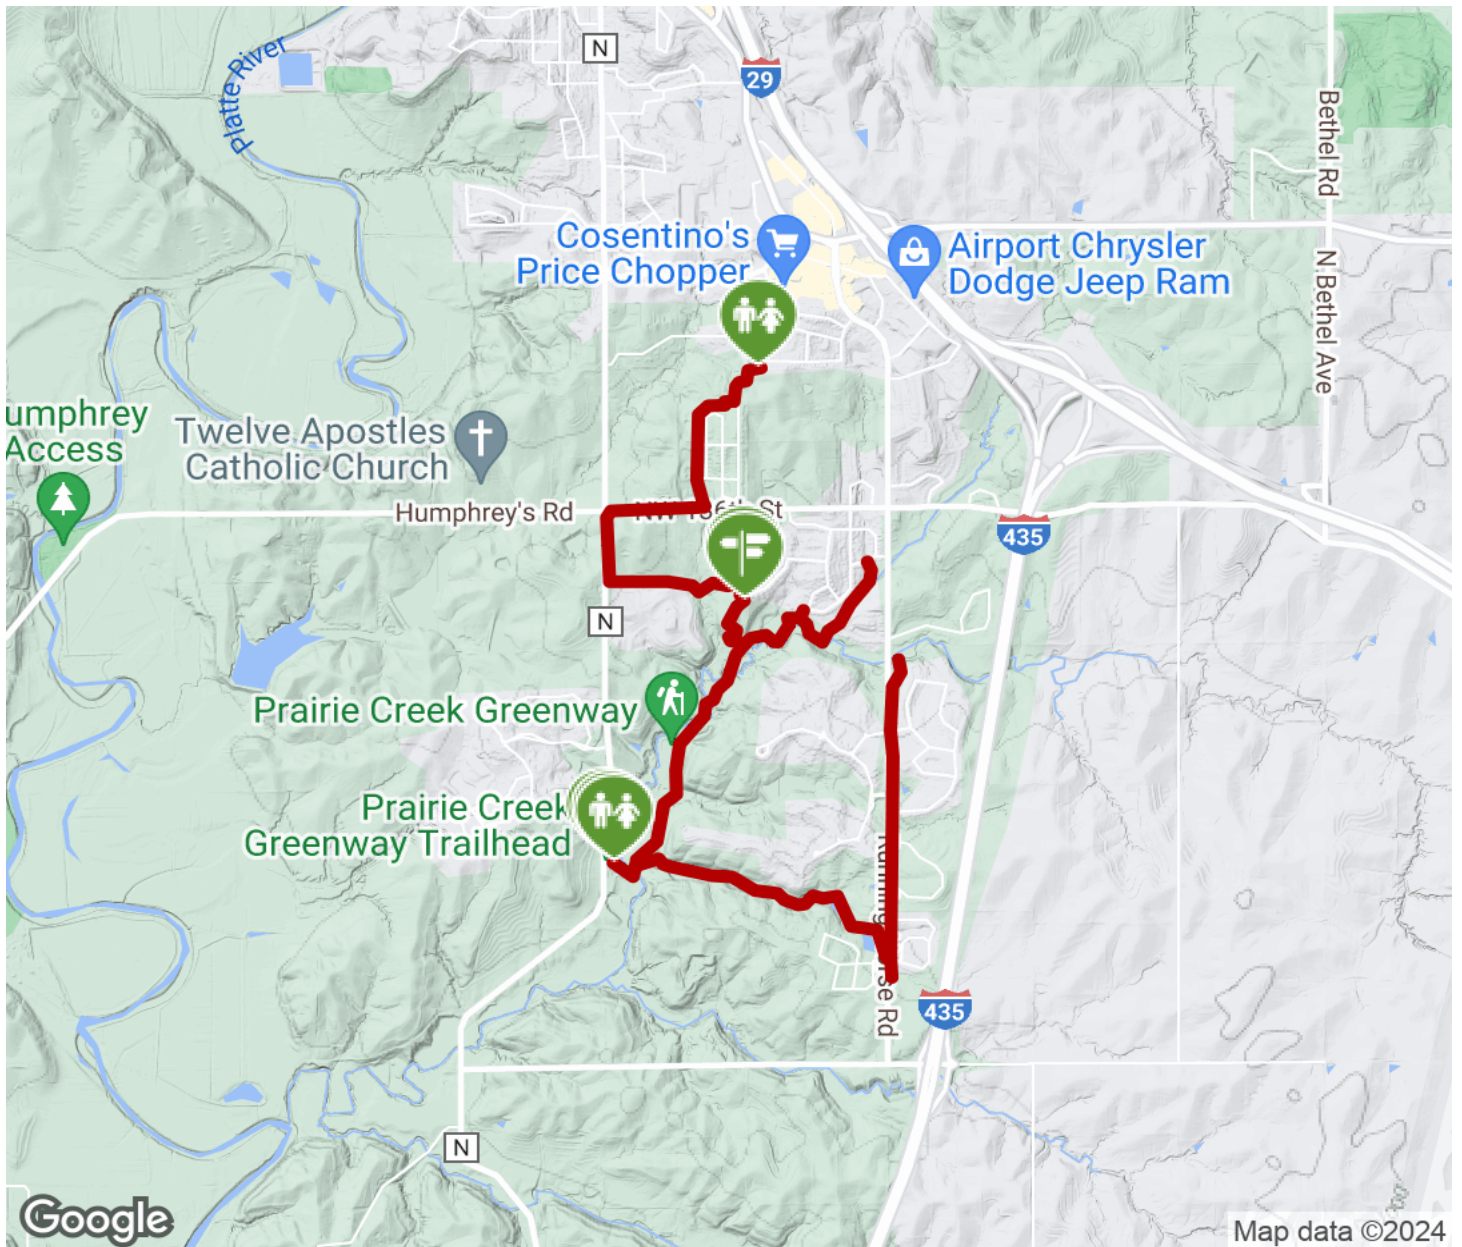 N
Platte River
29
Bethel Rd
Cosentino's
Price Chopper
Airport Chrysler
Dodge Jeep Ram
N Bethel Ave
umphrey
Access
Twelve Apostles
Catholic Church
Humphrey's Rd
NW 136th St
435
N
Prairie Creek Greenway
Prairie Creek
Greenway Trailhead
Rd
435
N
Google
Map data ©2024